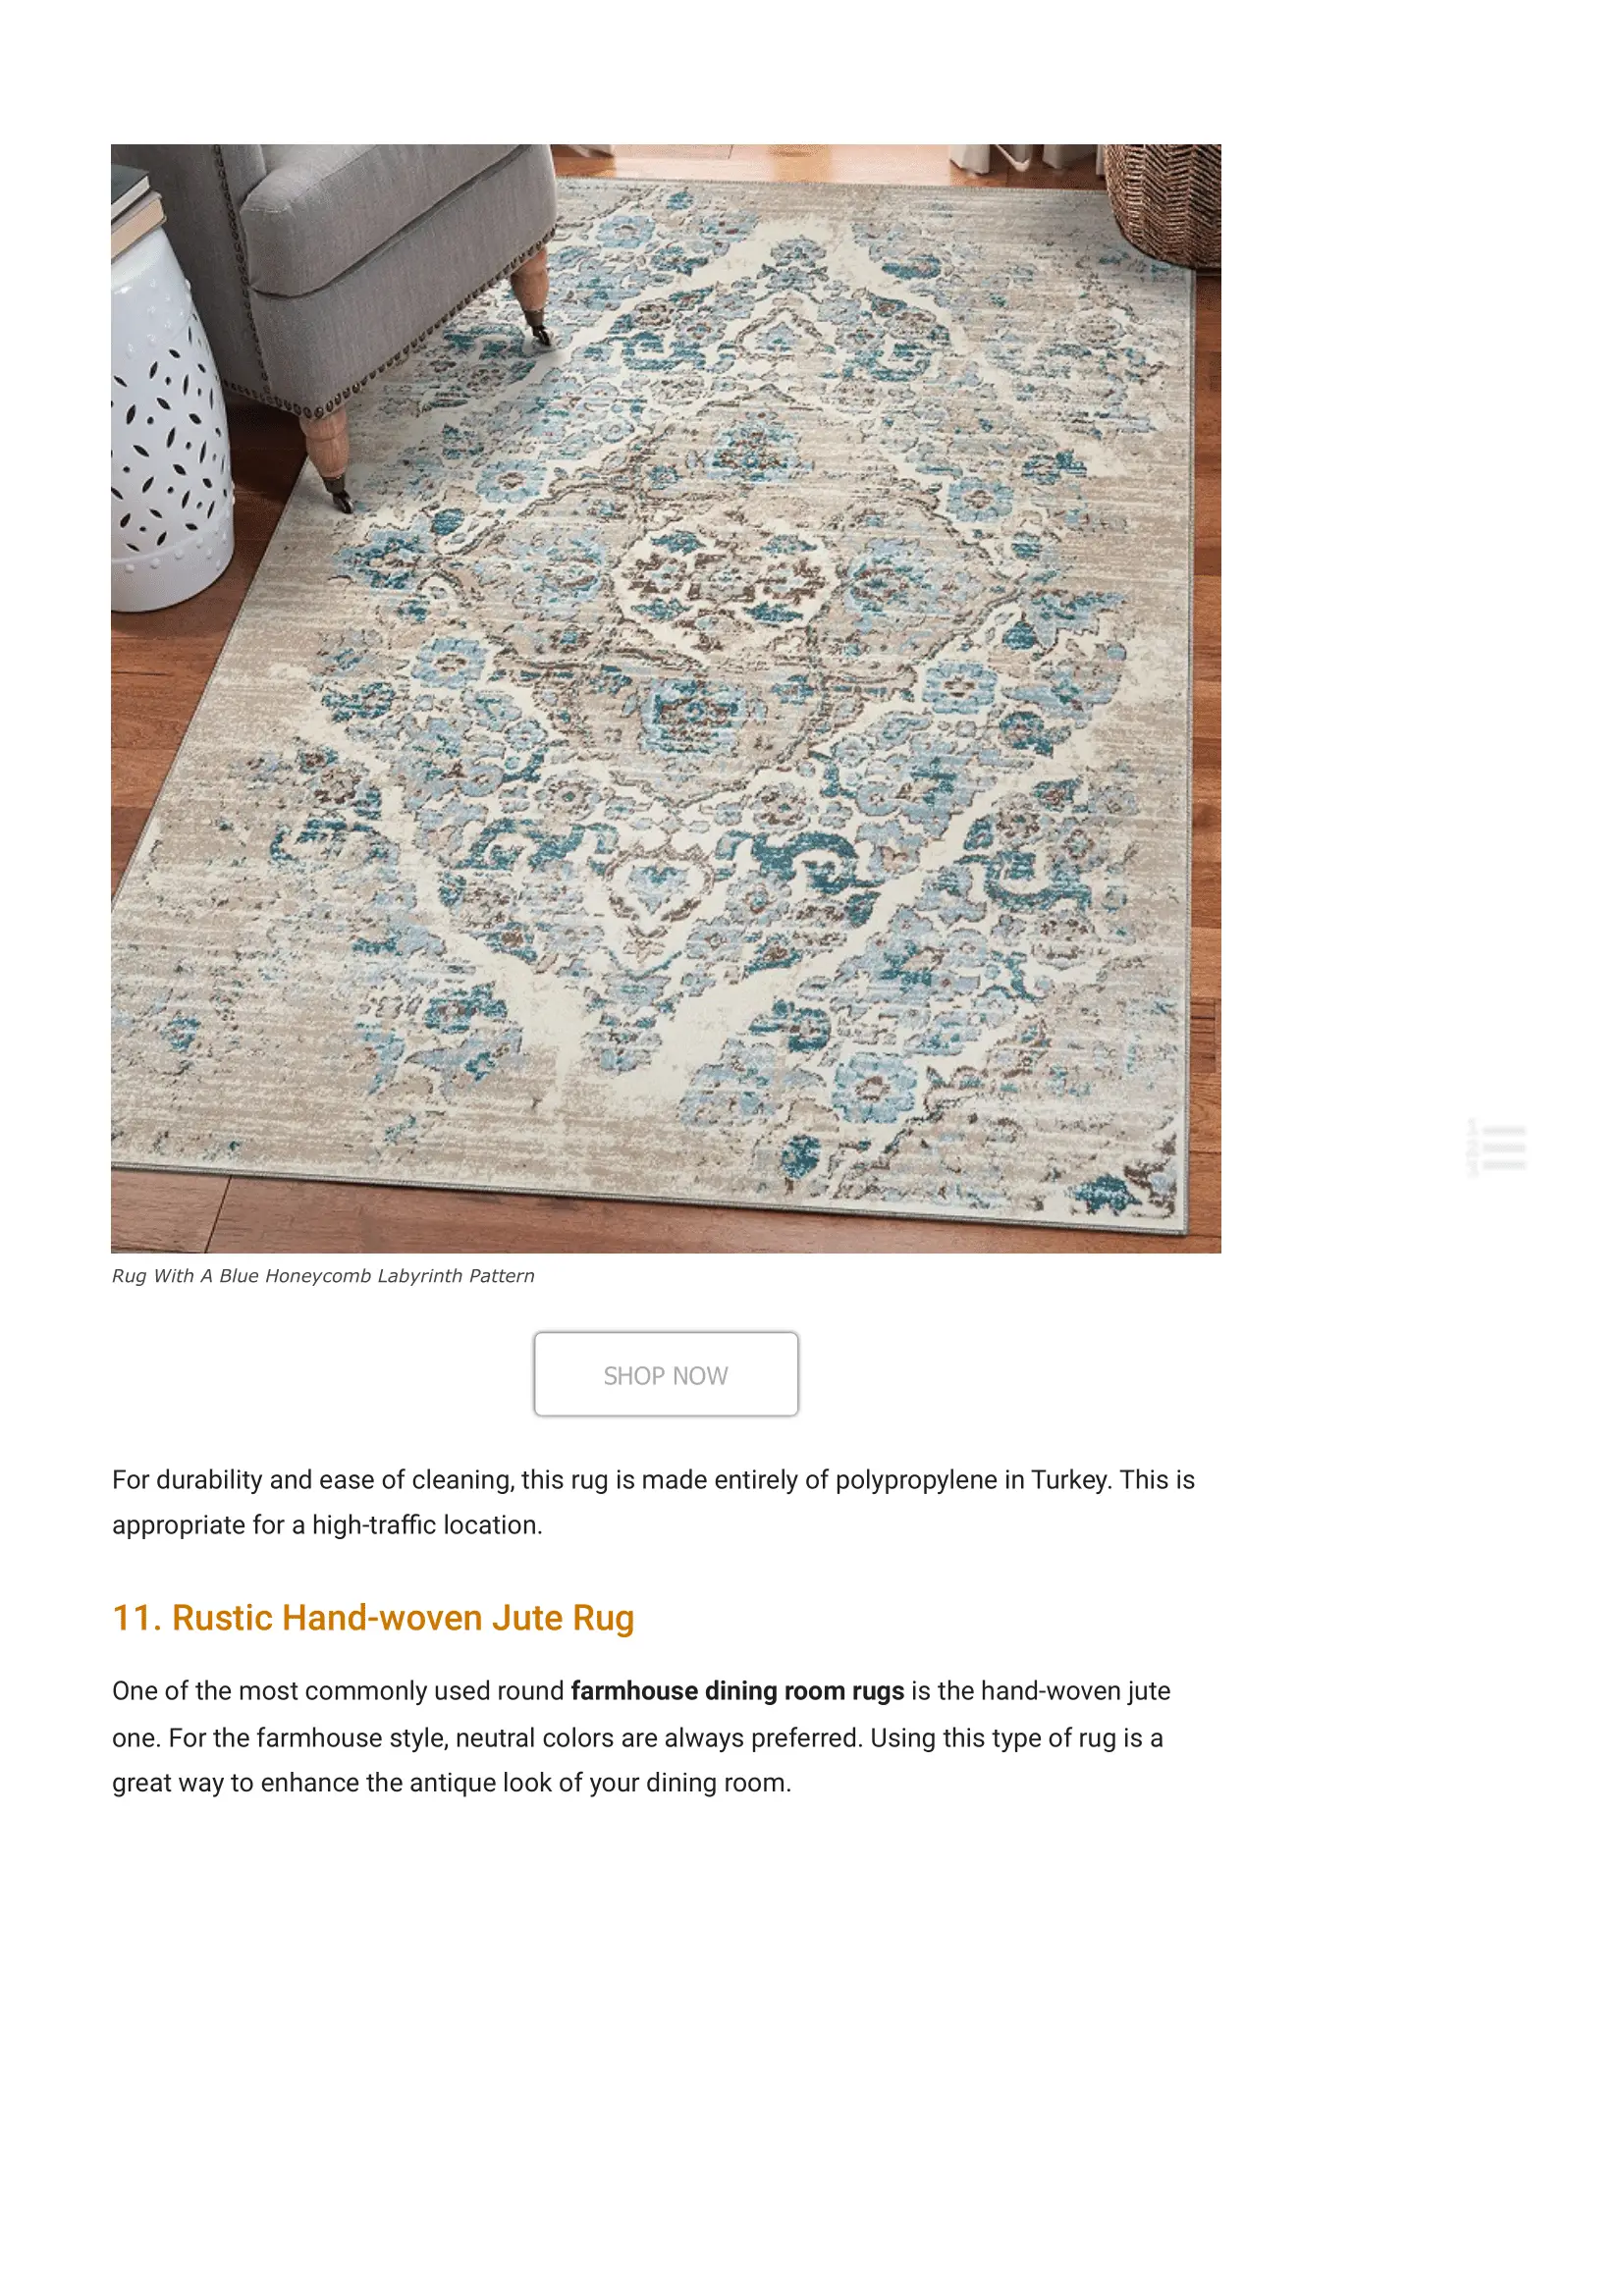 Rug With A Blue Honeycomb Labyrinth Pattern
SHOP NOW
For durability and ease of cleaning, this rug is made entirely of polypropylene in Turkey. This is
appropriate for a high-traffic location.
11. Rustic Hand-woven Jute Rug
One of the most commonly used round farmhouse dining room rugs is the hand-woven jute
one. For the farmhouse style, neutral colors are always preferred. Using this type of rug is a
great way to enhance the antique look of your dining room.